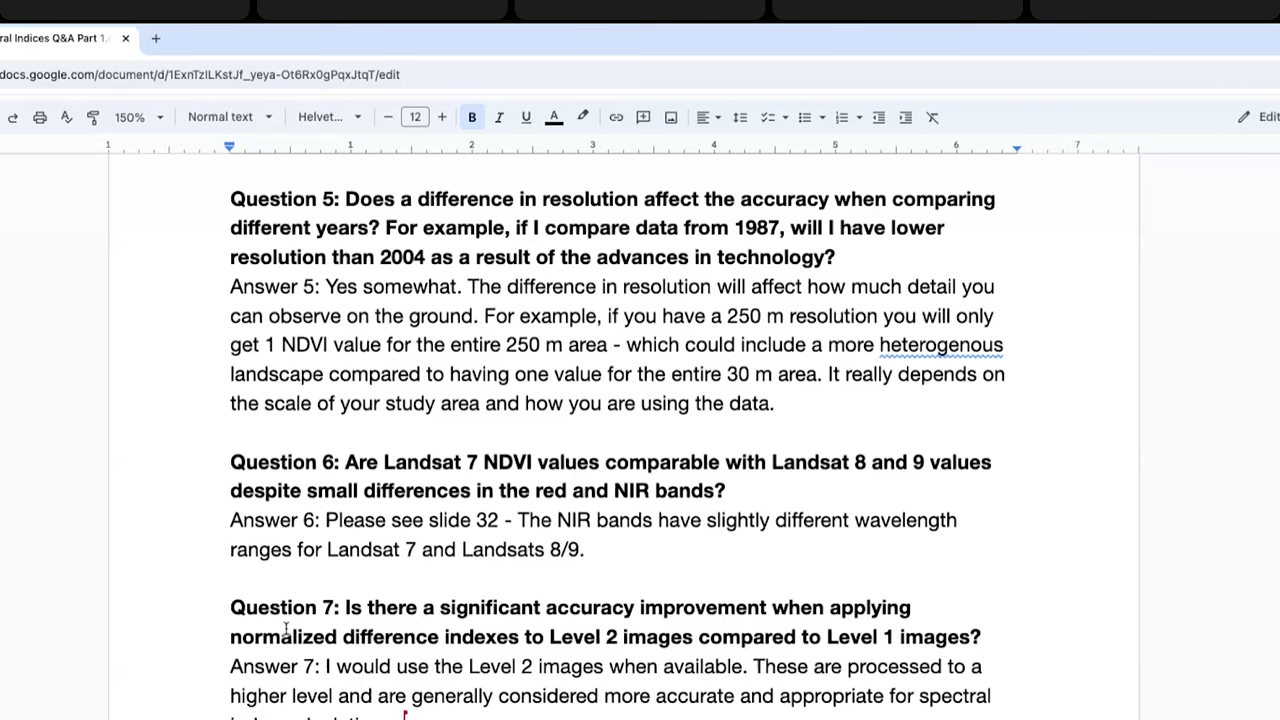 ral Indices Q&A Part 1.
docs.google.com/document/d/1ExnTzlLKstJf_yeya-Ot6Rx0gPqxJtqT/edit
150% Normal text Helvet... 12 B I U A Edit
1 1 2 3 4 5 6 7
Question 5: Does a difference in resolution affect the accuracy when comparing
different years? For example, if I compare data from 1987, will I have lower
resolution than 2004 as a result of the advances in technology?
Answer 5: Yes somewhat. The difference in resolution will affect how much detail you
can observe on the ground. For example, if you have a 250 m resolution you will only
get 1 NDVI value for the entire 250 m area - which could include a more heterogenous
landscape compared to having one value for the entire 30 m area. It really depends on
the scale of your study area and how you are using the data.
Question 6: Are Landsat 7 NDVI values comparable with Landsat 8 and 9 values
despite small differences in the red and NIR bands?
Answer 6: Please see slide 32 - The NIR bands have slightly different wavelength
ranges for Landsat 7 and Landsats 8/9.
Question 7: Is there a significant accuracy improvement when applying
normalized difference indexes to Level 2 images compared to Level 1 images?
Answer 7: I would use the Level 2 images when available. These are processed to a
higher level and are generally considered more accurate and appropriate for spectral